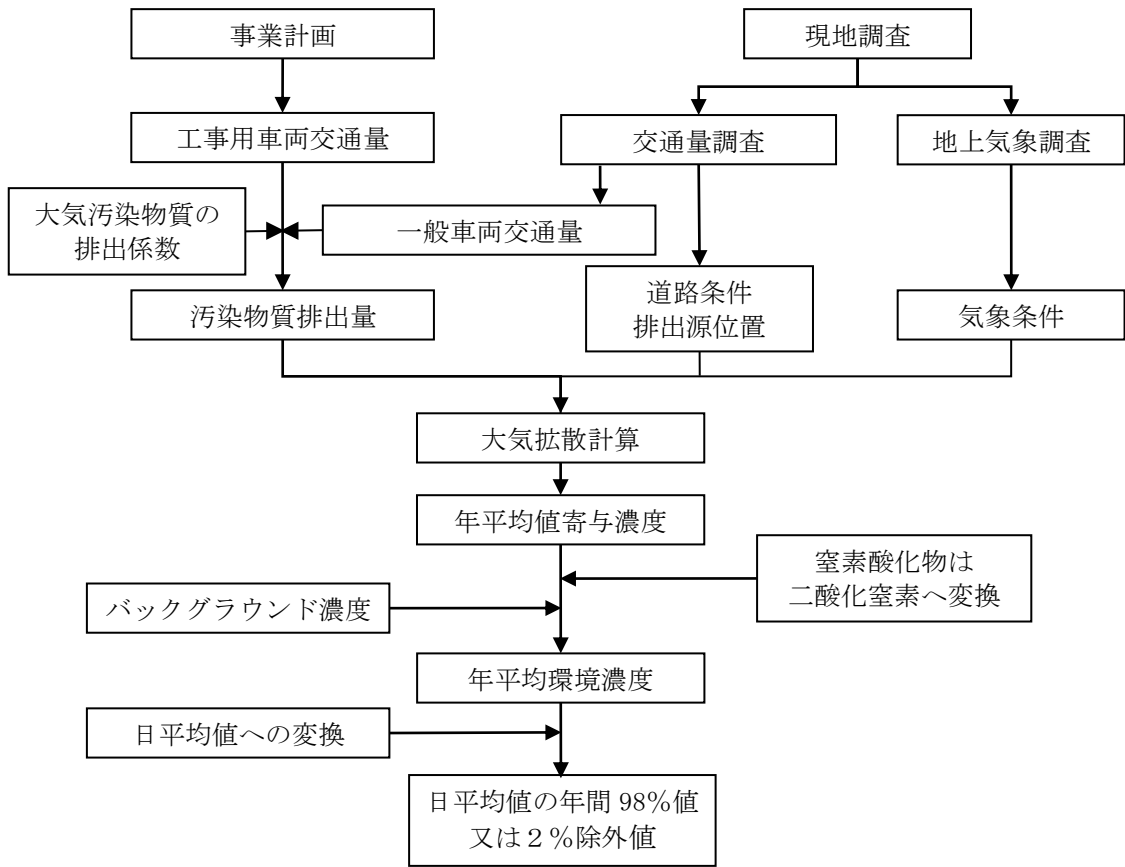 事業計画
現地調査
工事用車両交通量
交通量調査
地上気象調査
大気汚染物質の
排出係数
一般車両交通量
汚染物質排出量
道路条件
排出源位置
気象条件
大気拡散計算
年平均値寄与濃度
窒素酸化物は
二酸化窒素へ変換
バックグラウンド濃度
年平均環境濃度
日平均値への変換
日平均値の年間 98%値
又は2%除外値